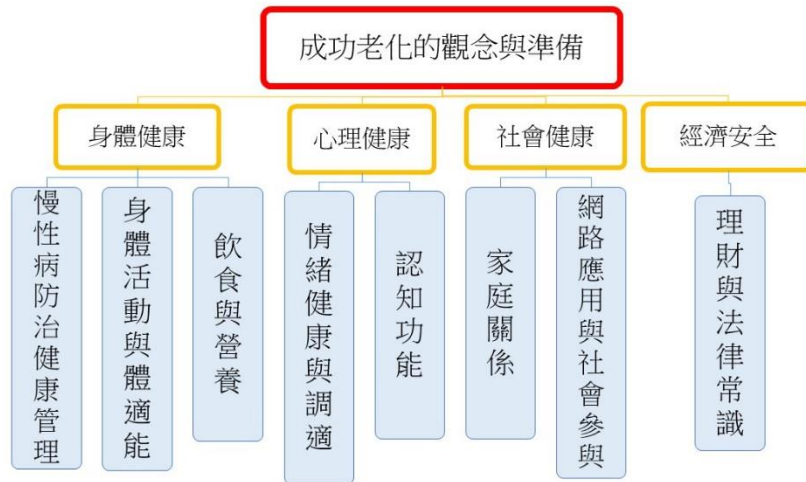 成功老化的觀念與準備
身體健康
心理健康
社會健康
經濟安全
慢性病防治健康管理
身體活動與體適能
飲食與營養
情緒健康與調適
認知功能
家庭關係
網路應用與社會參與
理財與法律常識